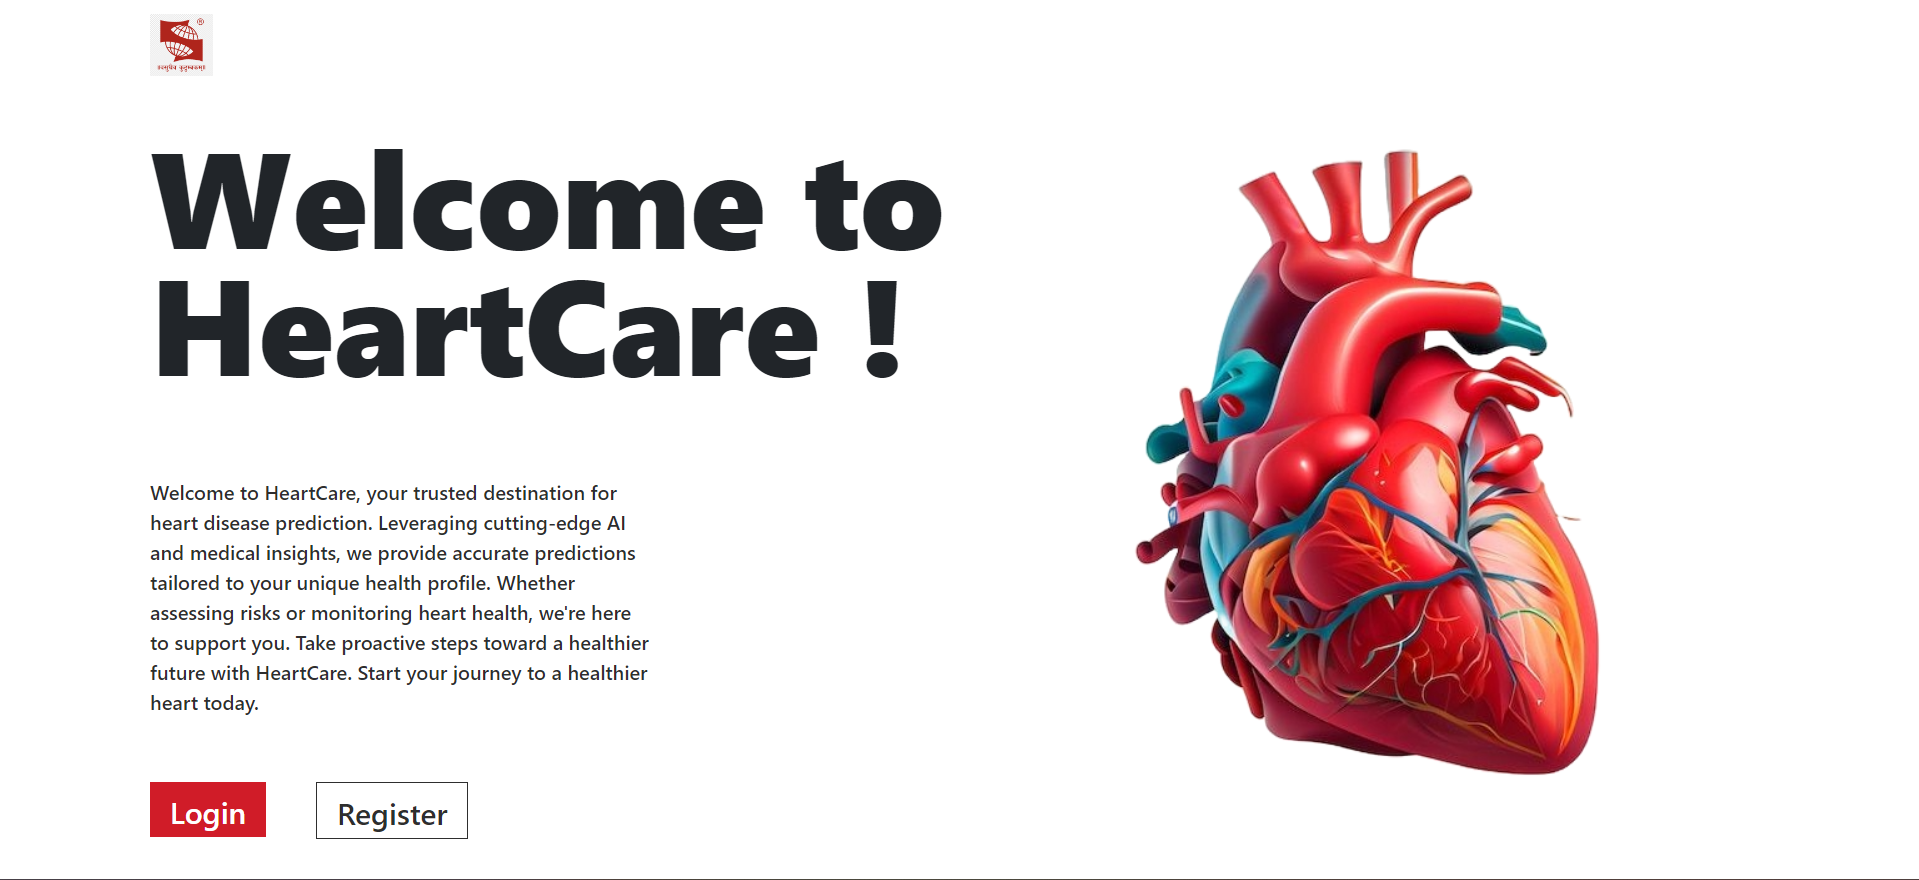 ®
॥वसुधैव कुटुम्बकम्॥
Welcome to
HeartCare !
Welcome to HeartCare, your trusted destination for
heart disease prediction. Leveraging cutting-edge AI
and medical insights, we provide accurate predictions
tailored to your unique health profile. Whether
assessing risks or monitoring heart health, we're here
to support you. Take proactive steps toward a healthier
future with HeartCare. Start your journey to a healthier
heart today.
Login
Register